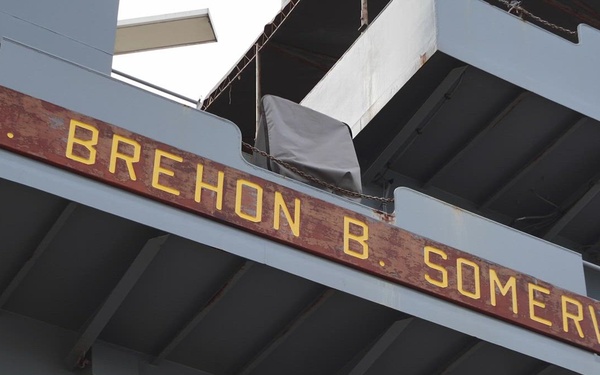 . BREHON B. SOMERV